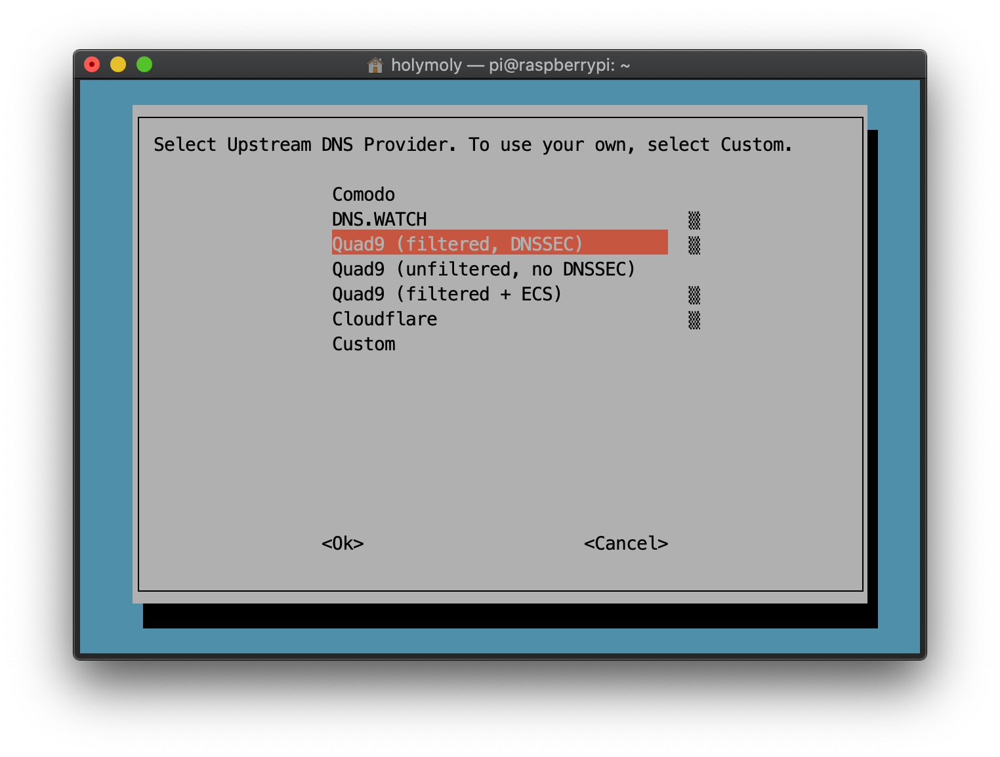 holymoly — pi@raspberrypi: ~
Select Upstream DNS Provider. To use your own, select Custom.
Comodo
DNS.WATCH
Quad9 (filtered, DNSSEC)
Quad9 (unfiltered, no DNSSEC)
Quad9 (filtered + ECS)
Cloudflare
Custom
<Ok> <Cancel>